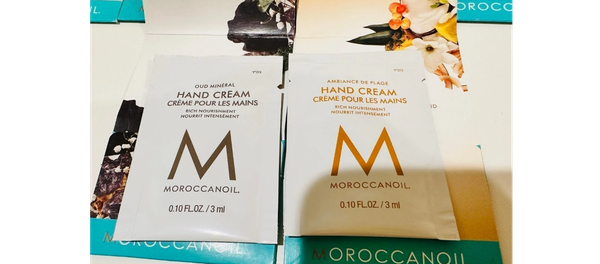 OROCCANOIL
OUD MINÉRAL
HAND CREAM
CRÈME POUR LES MAINS
RICH NOURISHMENT
NOURRIT INTENSÉMENT
M
MOROCCANOIL
0.10 FL.OZ. / 3 ml
AMBIANCE DE PLAGE
HAND CREAM
CRÈME POUR LES MAINS
RICH NOURISHMENT
NOURRIT INTENSÉMENT
M
MOROCCANOIL
0.10 FL.OZ. / 3 ml
MOROCCANOIL
MOROCCANOIL